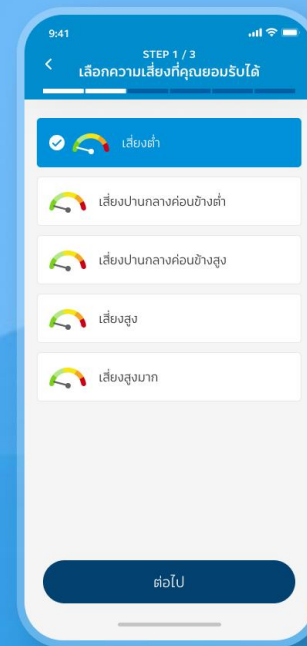 9:41
STEP 1 / 3
เลือกความเสี่ยงที่คุณยอมรับได้
เสี่ยงต่ำ
เสี่ยงปานกลางค่อนข้างต่ำ
เสี่ยงปานกลางค่อนข้างสูง
เสี่ยงสูง
เสี่ยงสูงมาก
ต่อไป